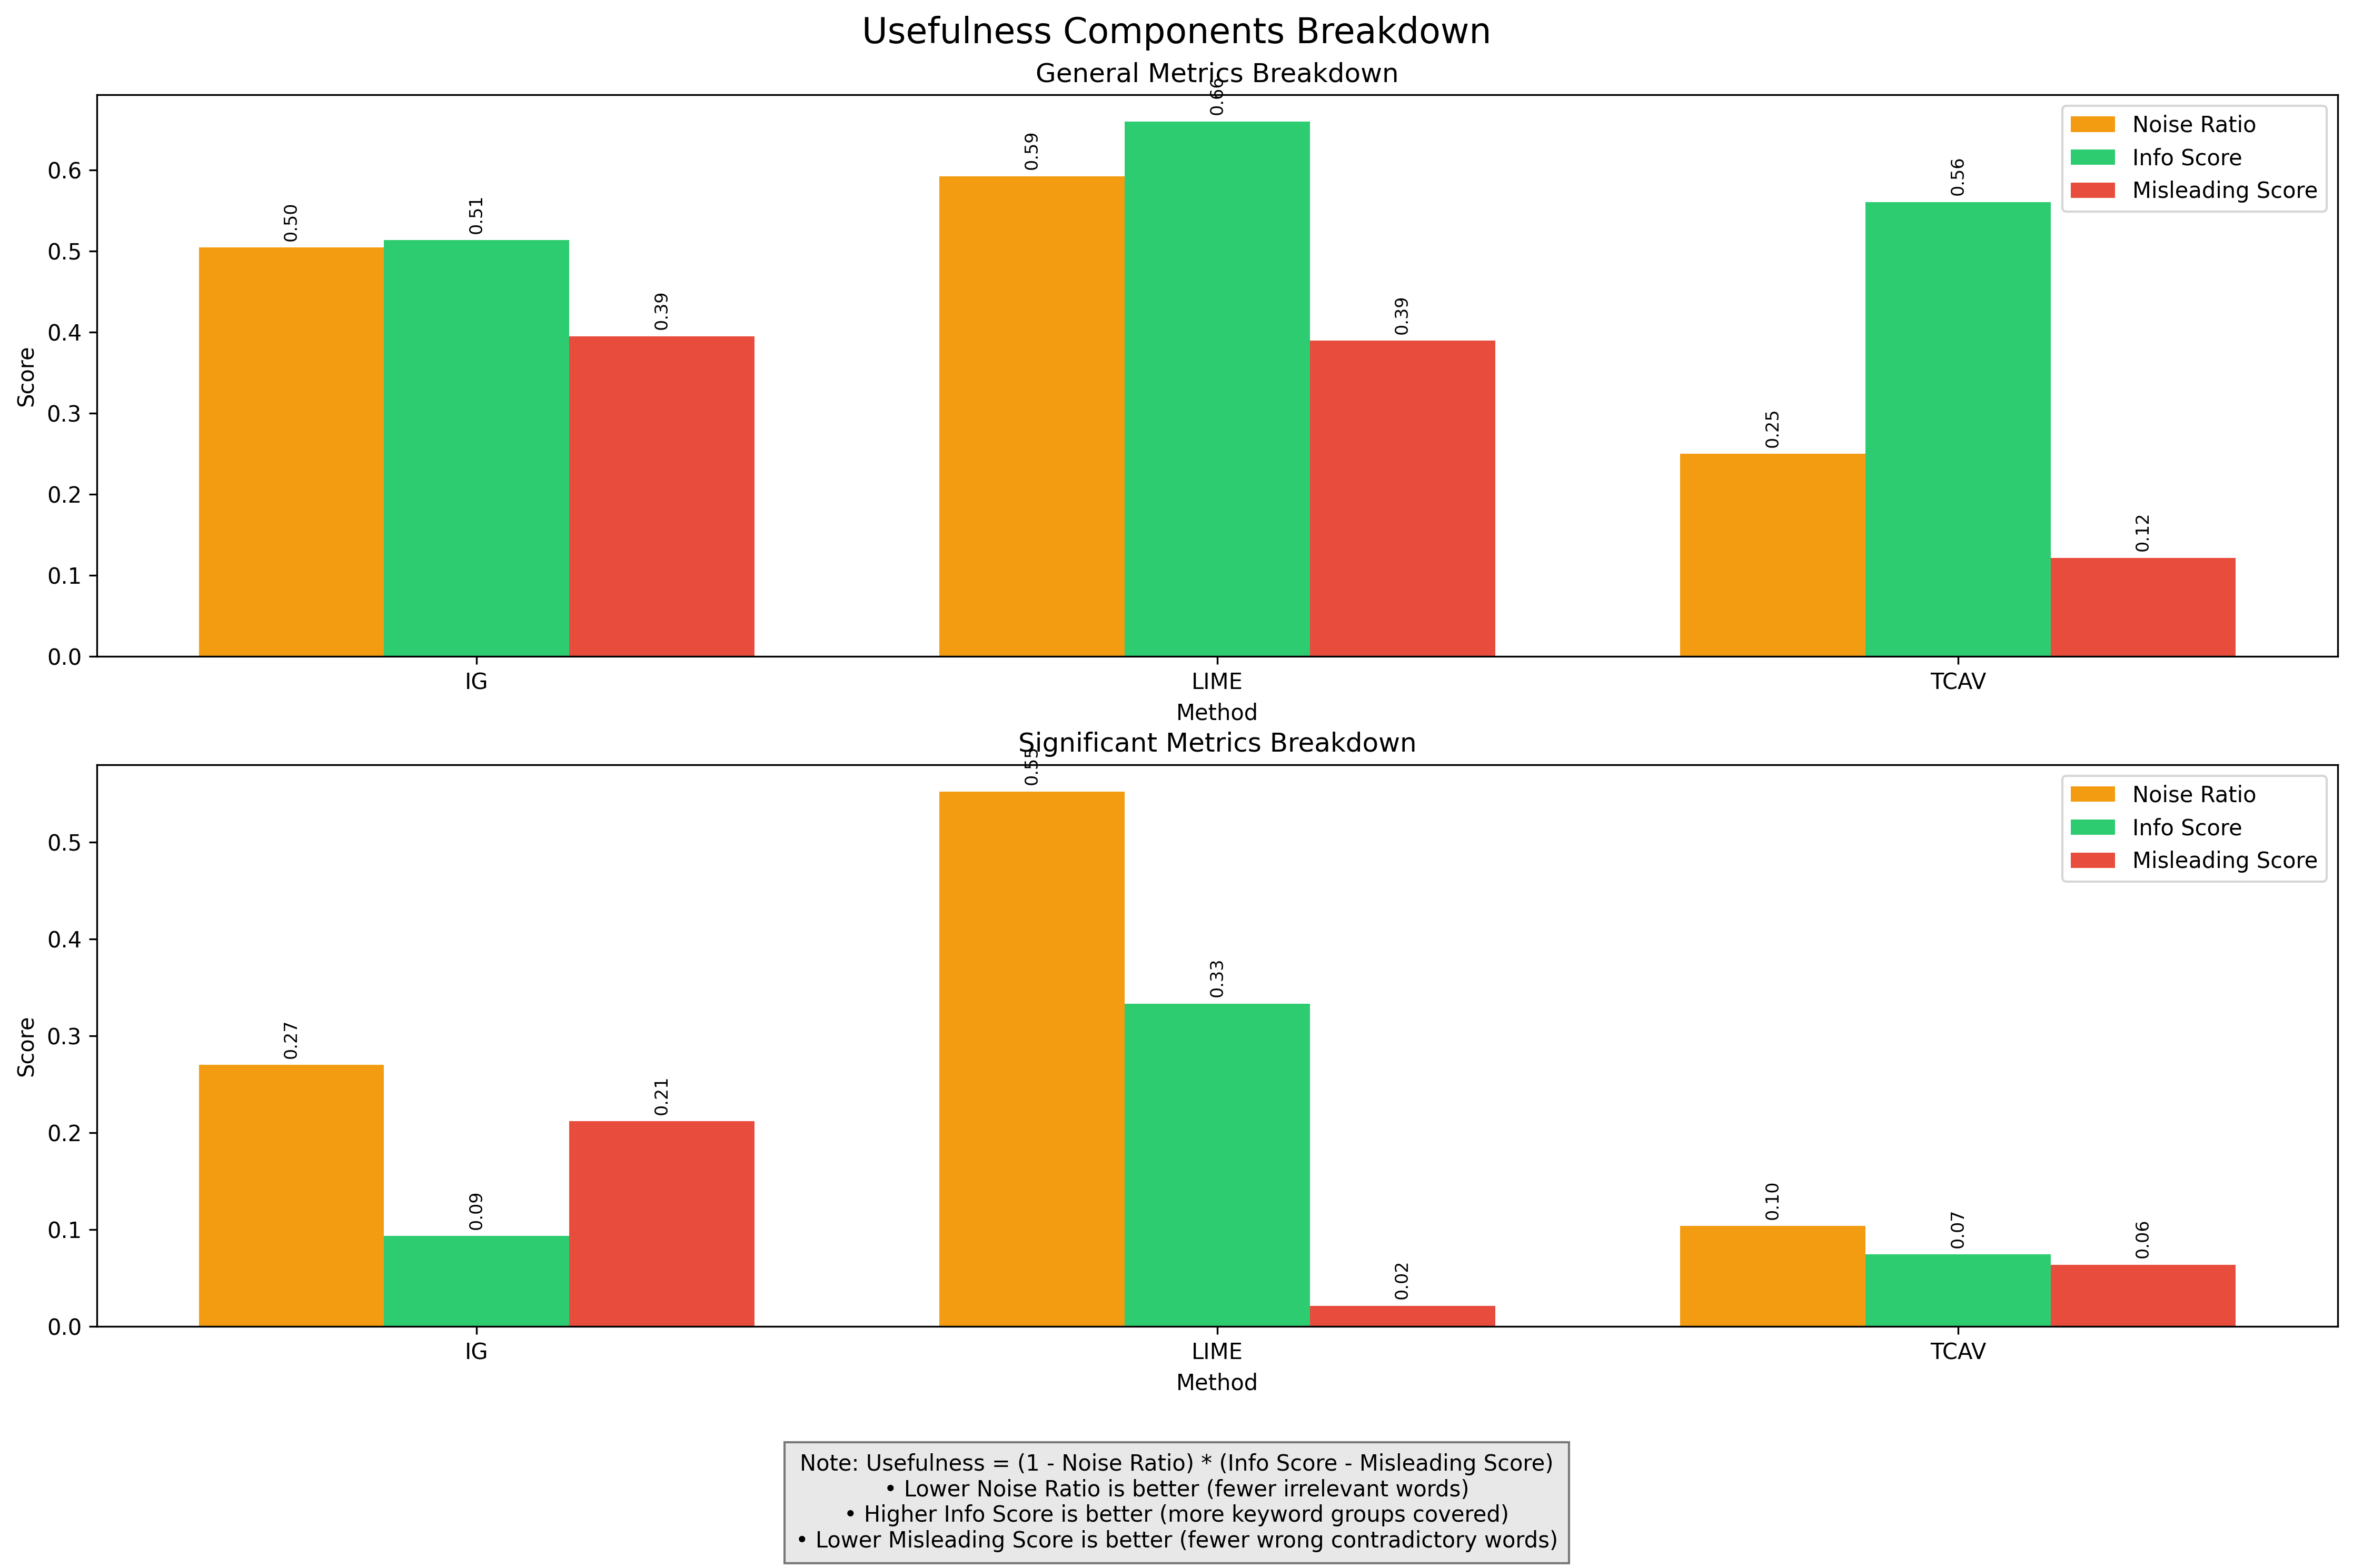 Usefulness Components Breakdown
General Metrics Breakdown
Score
0.6
0.5
0.4
0.3
0.2
0.1
0.0
0.50
0.51
0.39
0.59
0.66
0.39
0.25
0.56
0.12
Noise Ratio
Info Score
Misleading Score
IG
LIME
TCAV
Method
Significant Metrics Breakdown
Score
0.5
0.4
0.3
0.2
0.1
0.0
0.27
0.09
0.21
0.55
0.33
0.02
0.10
0.07
0.06
Noise Ratio
Info Score
Misleading Score
IG
LIME
TCAV
Method
Note: Usefulness = (1 - Noise Ratio) * (Info Score - Misleading Score)
• Lower Noise Ratio is better (fewer irrelevant words)
• Higher Info Score is better (more keyword groups covered)
• Lower Misleading Score is better (fewer wrong contradictory words)